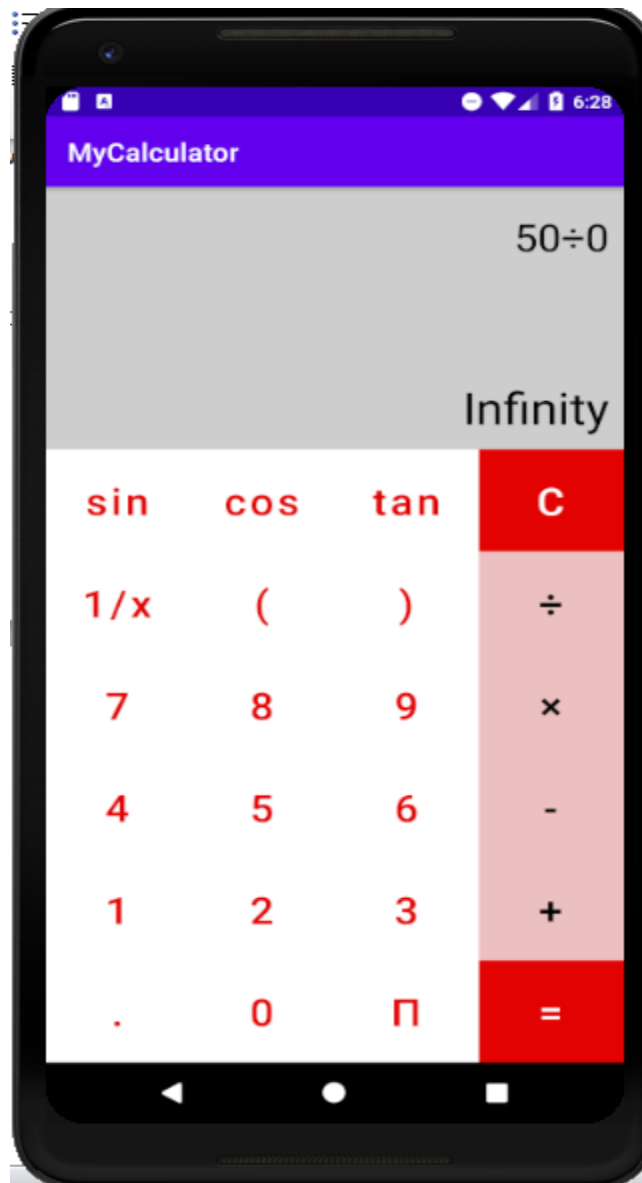 6:28
MyCalculator
50÷0
Infinity
sin cos tan C
1/x ( ) ÷
7 8 9 ×
4 5 6 -
1 2 3 +
. 0 П =